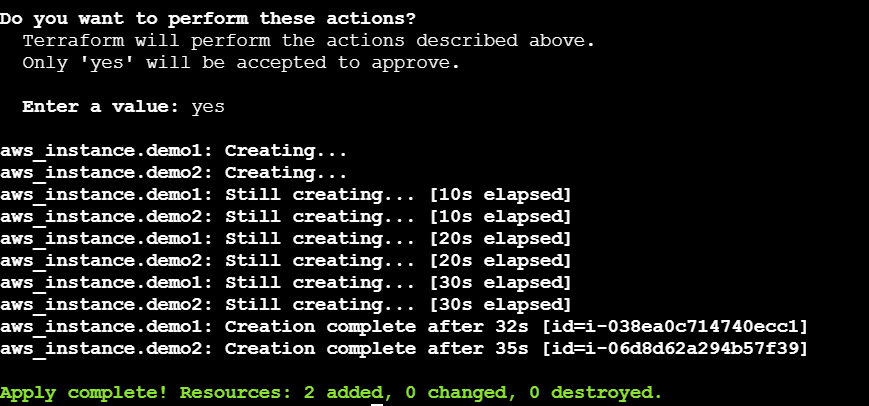 Do you want to perform these actions?
Terraform will perform the actions described above.
Only 'yes' will be accepted to approve.
Enter a value: yes
aws_instance.demo1: Creating...
aws_instance.demo2: Creating...
aws_instance.demo1: Still creating... [10s elapsed]
aws_instance.demo2: Still creating... [10s elapsed]
aws_instance.demo1: Still creating... [20s elapsed]
aws_instance.demo2: Still creating... [20s elapsed]
aws_instance.demo1: Still creating... [30s elapsed]
aws_instance.demo2: Still creating... [30s elapsed]
aws_instance.demo1: Creation complete after 32s [id=i-038ea0c714740ecc1]
aws_instance.demo2: Creation complete after 35s [id=i-06d8d62a294b57f39]
Apply complete! Resources: 2 added, 0 changed, 0 destroyed.